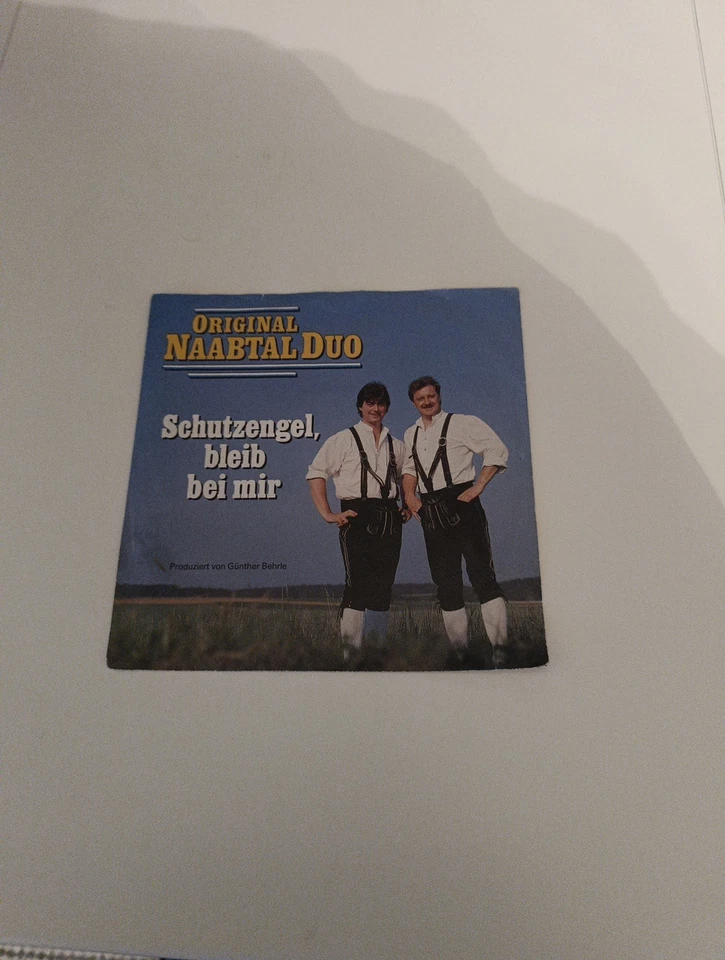 ORIGINAL
NAABTAL DUO
Schutzengel,
bleib
bei mir
Produziert von Günther Behrle